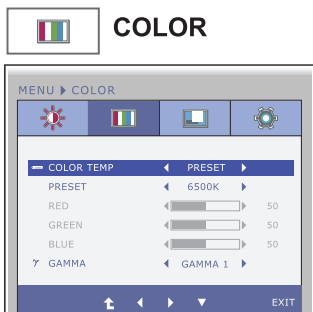 COLOR
MENU COLOR
COLOR TEMP PRESET
PRESET 6500K
RED 50
GREEN 50
BLUE 50
γ GAMMA GAMMA 1
EXIT